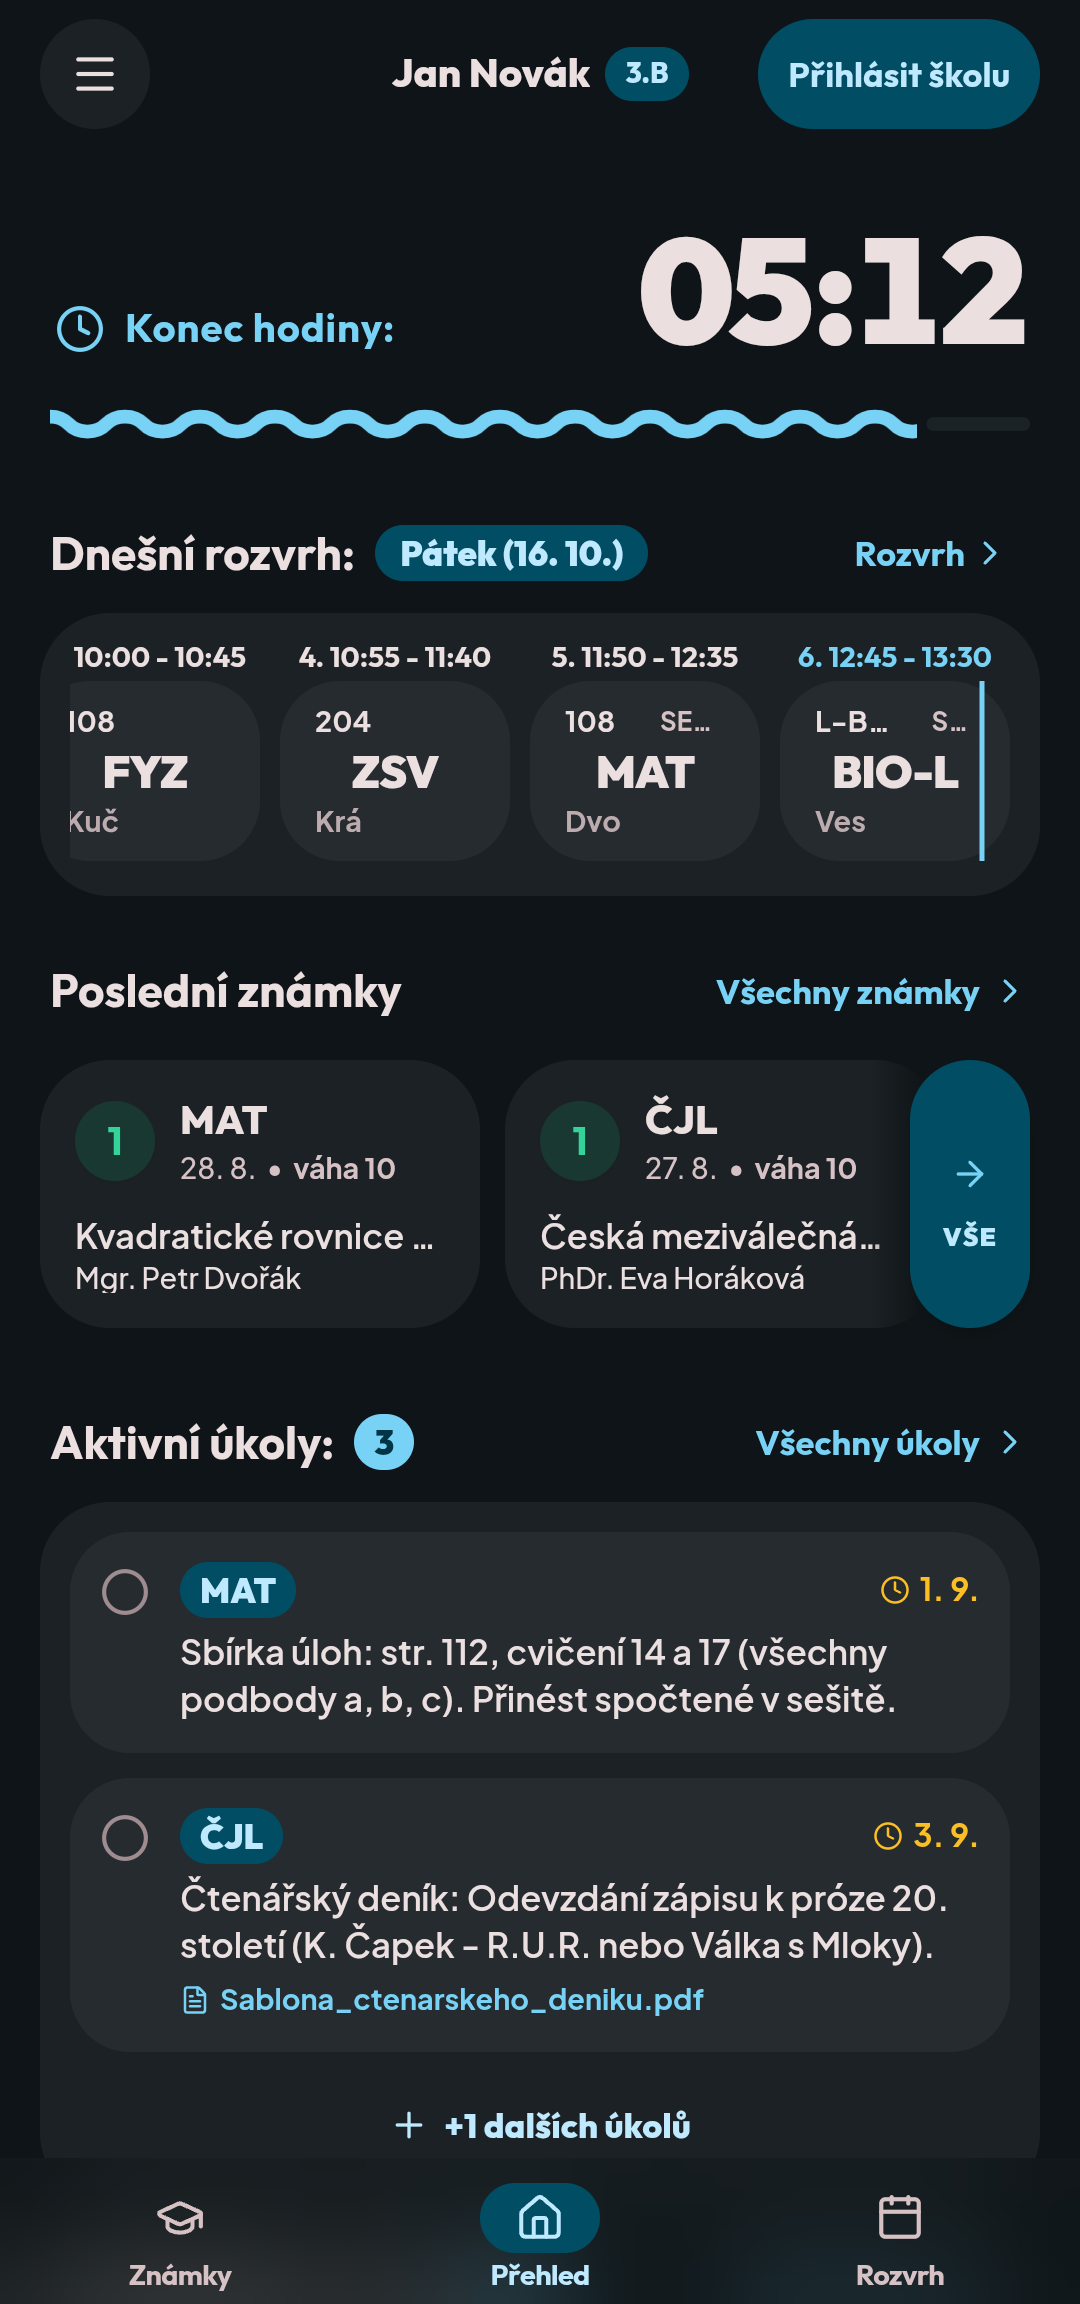 Jan Novák 3.B Přihlásit školu
Konec hodiny: 05:12
Dnešní rozvrh: Pátek (16. 10.) Rozvrh
10:00 - 10:45 4. 10:55 - 11:40 5. 11:50 - 12:35 6. 12:45 - 13:30
108 204 108 SE... L-B... S...
FYZ ZSV MAT BIO-L
Kuč Krá Dvo Ves
Poslední známky Všechny známky
1 MAT
28. 8. • váha 10
Kvadratické rovnice ...
Mgr. Petr Dvořák
1 ČJL
27. 8. • váha 10
Česká meziválečná...
PhDr. Eva Horáková
VŠE
Aktivní úkoly: 3 Všechny úkoly
MAT 1. 9.
Sbírka úloh: str. 112, cvičení 14 a 17 (všechny
podbody a, b, c). Přinést spočtené v sešitě.
ČJL 3. 9.
Čtenářský deník: Odevzdání zápisu k próze 20.
století (K. Čapek - R.U.R. nebo Válka s Mloky).
Sablona_ctenarskeho_deniku.pdf
+1 dalších úkolů
Známky Přehled Rozvrh